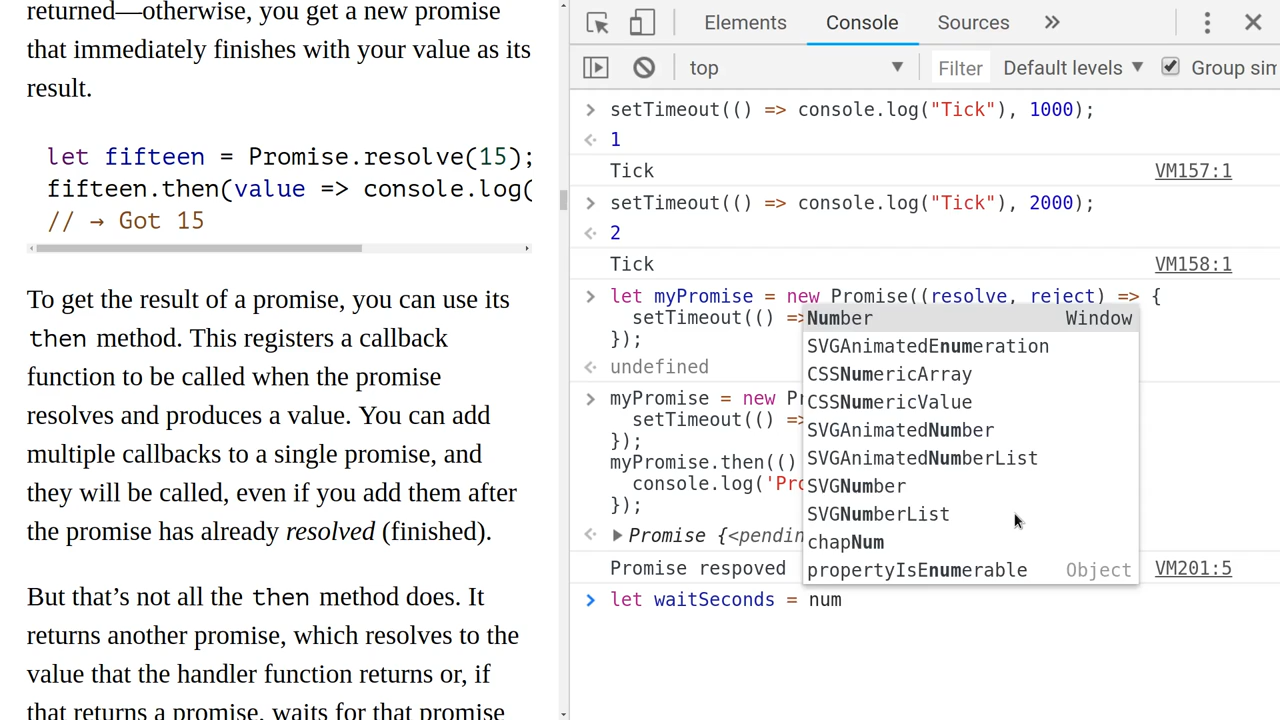 returned—otherwise, you get a new promise
that immediately finishes with your value as its
result.
let fifteen = Promise.resolve(15);
fifteen.then(value => console.log(
// → Got 15
To get the result of a promise, you can use its
then method. This registers a callback
function to be called when the promise
resolves and produces a value. You can add
multiple callbacks to a single promise, and
they will be called, even if you add them after
the promise has already resolved (finished).
But that’s not all the then method does. It
returns another promise, which resolves to the
value that the handler function returns or, if
that returns a promise, waits for that promise
Elements Console Sources »
top Filter Default levels Group sim
> setTimeout(() => console.log("Tick"), 1000);
1
Tick VM157:1
> setTimeout(() => console.log("Tick"), 2000);
2
Tick VM158:1
> let myPromise = new Promise((resolve, reject) => {
setTimeout(() =>
});
undefined
> myPromise = new Pr
setTimeout(() =>
});
myPromise.then(()
console.log('Pro
});
Promise {<pendin
Promise respoved VM201:5
> let waitSeconds = num
Number Window
SVGAnimatedEnumeration
CSSNumericArray
CSSNumericValue
SVGAnimatedNumber
SVGAnimatedNumberList
SVGNumber
SVGNumberList
chapNum
propertyIsEnumerable Object